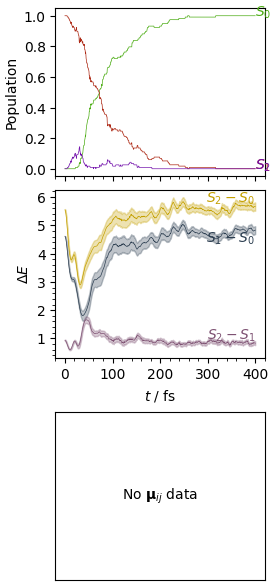 1.0
S₀
0.8
0.6
0.4
0.2
0.0
Population
6
5
4
3
2
1
ΔE
S₂ − S₀
S₁ − S₀
S₂ − S₁
0 100 200 300 400
t / fs
No μᵢⱼ data